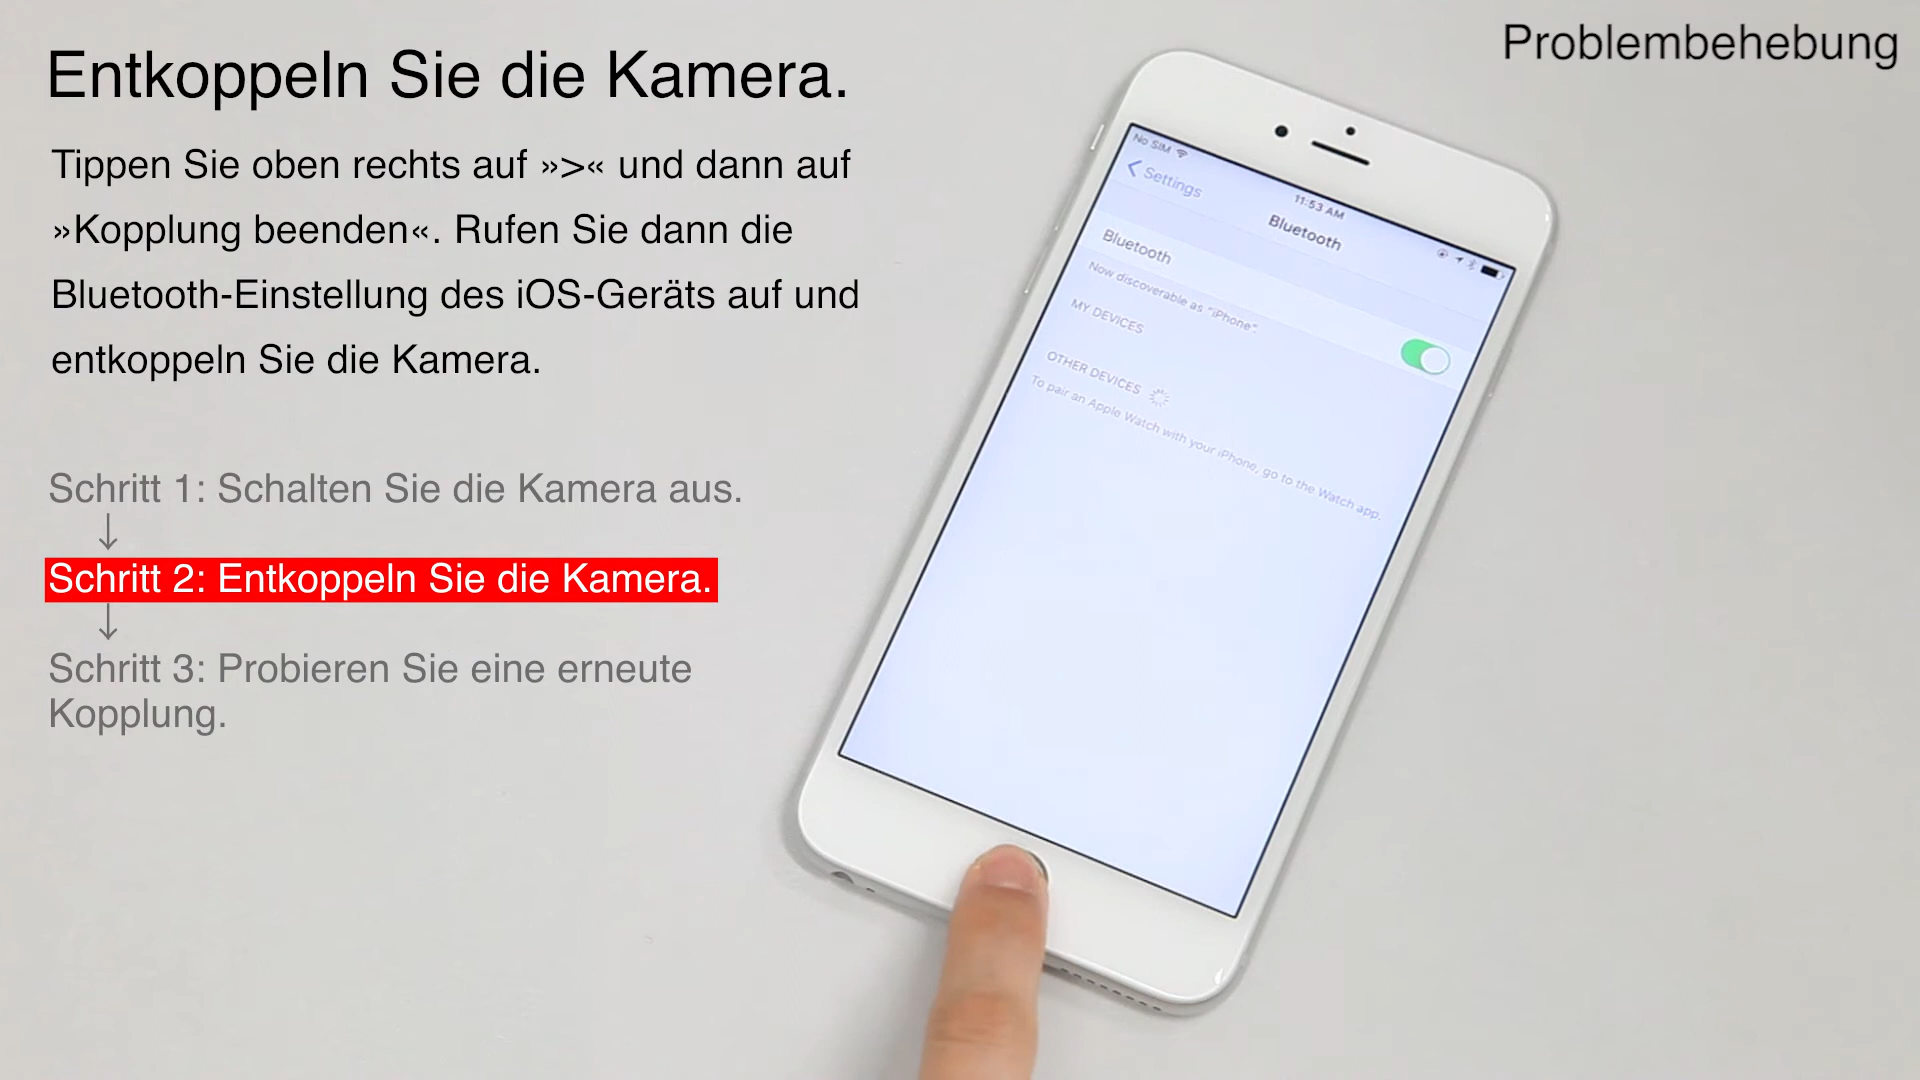 Problembehebung
Entkoppeln Sie die Kamera.
Tippen Sie oben rechts auf »>« und dann auf
»Kopplung beenden«. Rufen Sie dann die
Bluetooth-Einstellung des iOS-Geräts auf und
entkoppeln Sie die Kamera.
Schritt 1: Schalten Sie die Kamera aus.
↓
Schritt 2: Entkoppeln Sie die Kamera.
↓
Schritt 3: Probieren Sie eine erneute
Kopplung.
No SIM
11:53 AM
< Settings
Bluetooth
Bluetooth
Now discoverable as "iPhone".
MY DEVICES
OTHER DEVICES
To pair an Apple Watch with your iPhone, go to the Watch app.